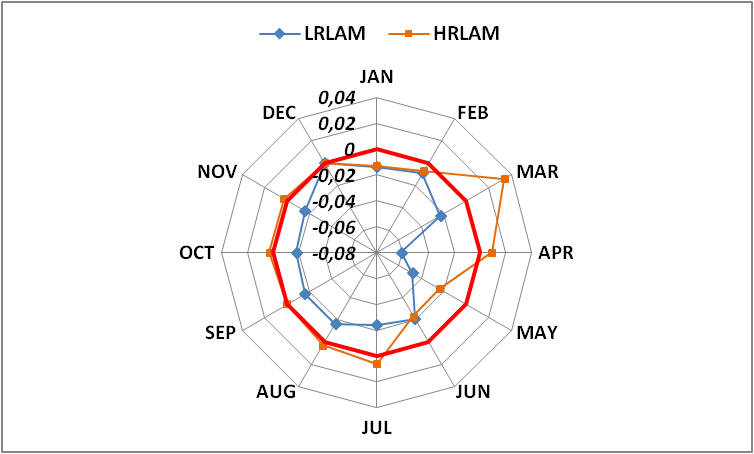 LRLAM HRLAM
JAN
0,04
DEC FEB
0,02
0
NOV MAR
-0,02
-0,04
-0,06
OCT -0,08 APR
SEP MAY
AUG JUN
JUL